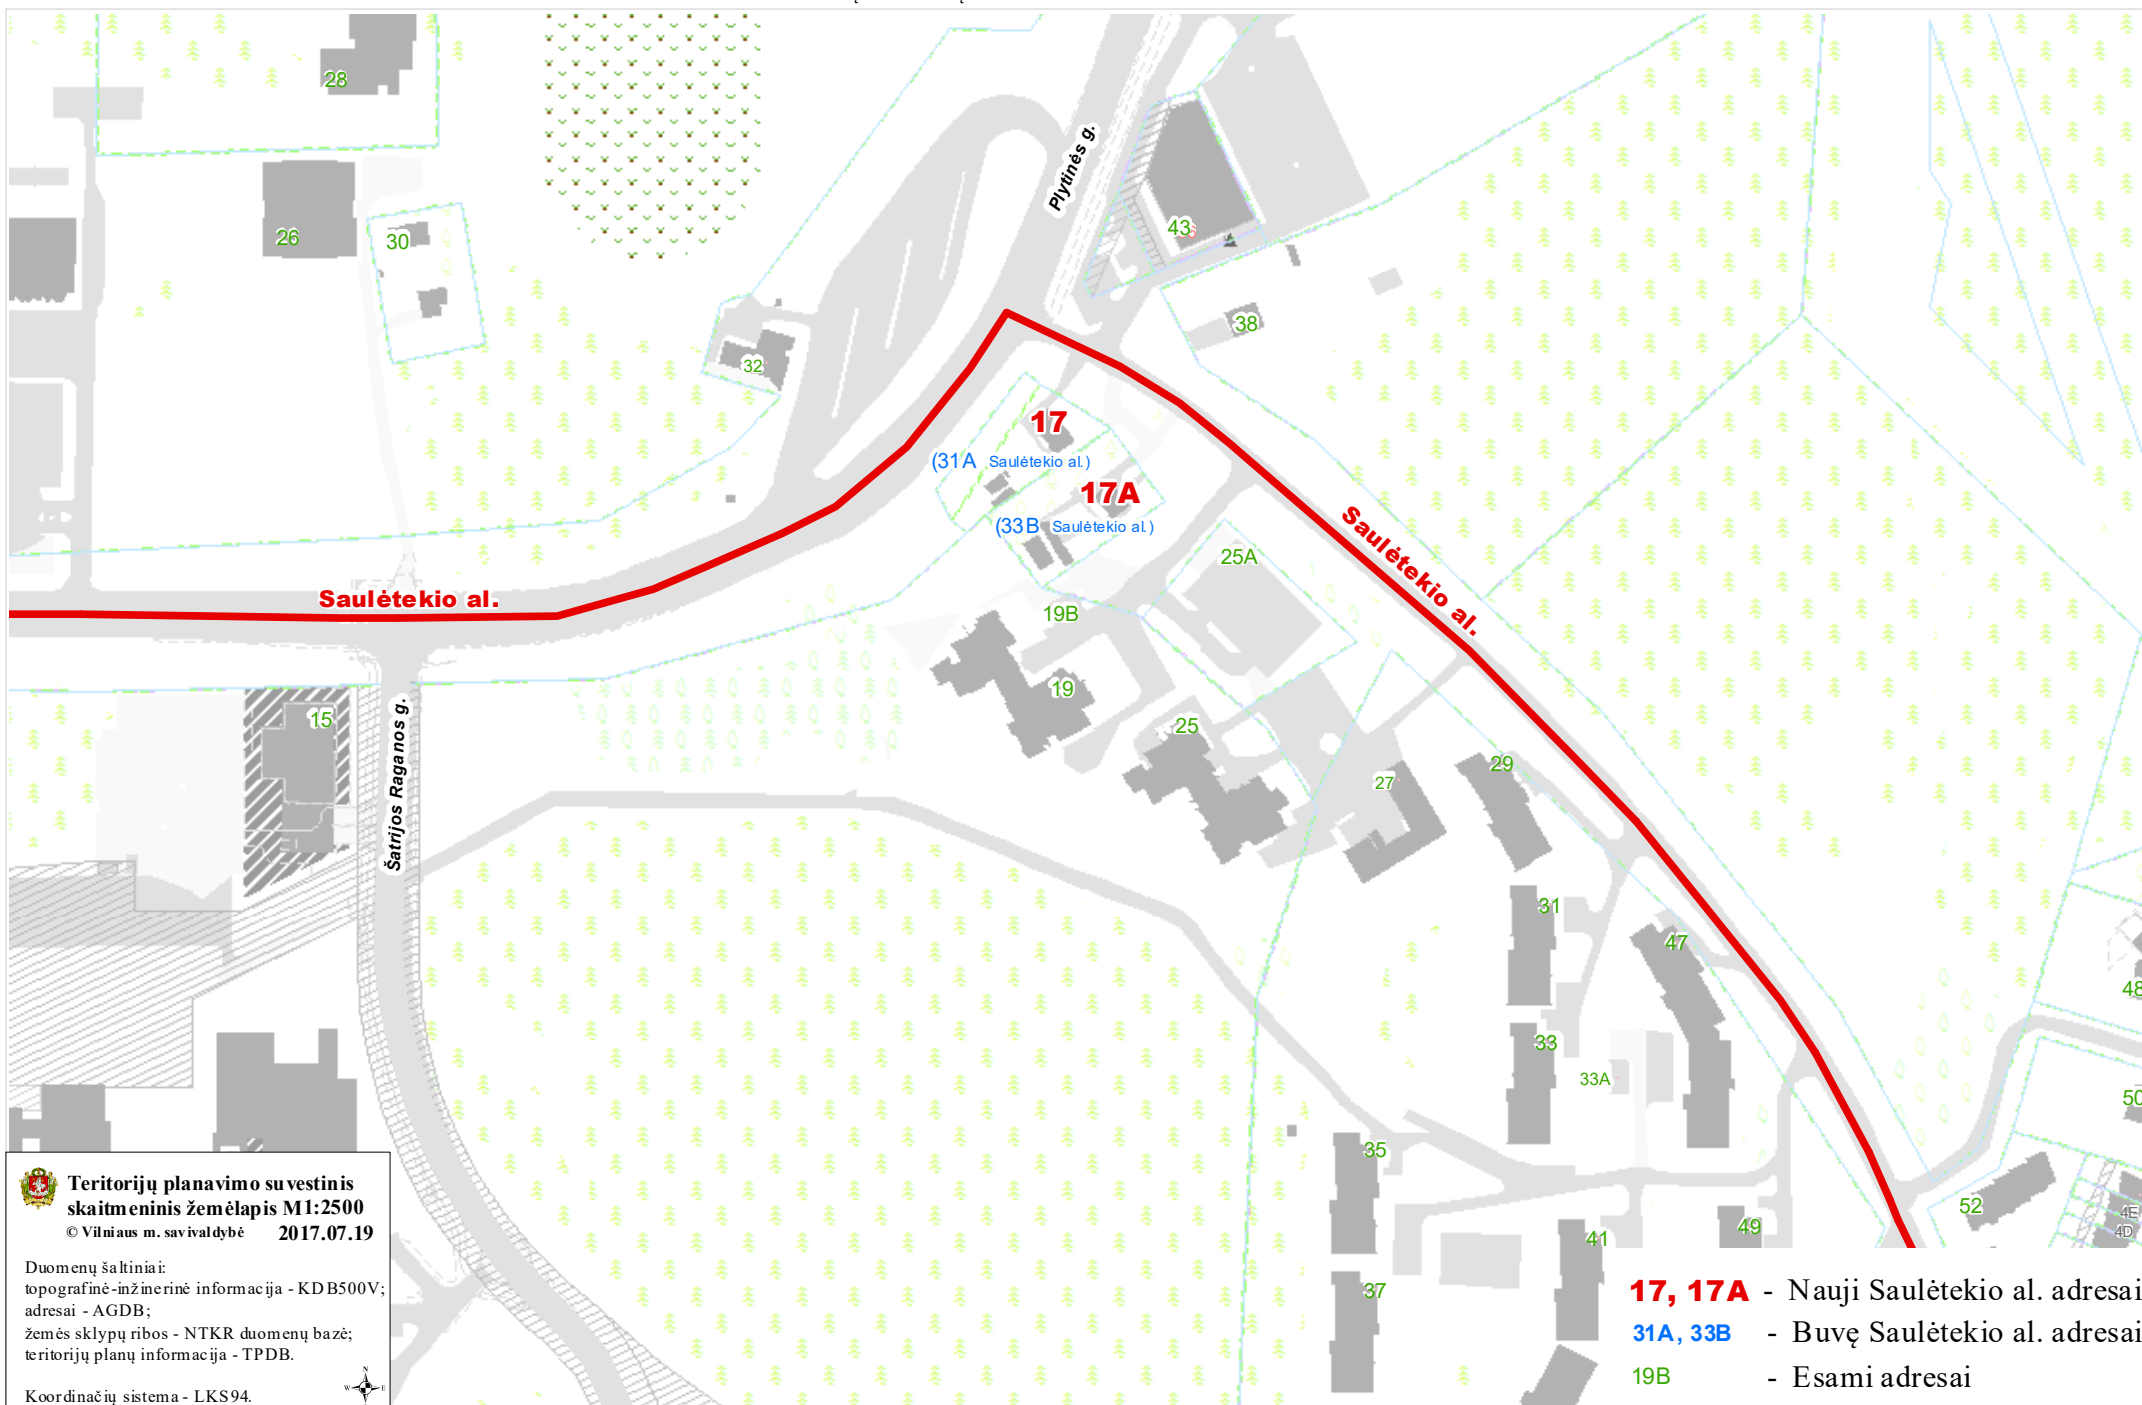 28
Plytinės g.
43
26
30
38
32
17
(31A Saulėtekio al.)
17A
(33B Saulėtekio al.)
Saulėtekio al.
25A
Saulėtekio al.
19B
19
15
Šatrijos Raganos g.
25
27
29
31
47
48
33
33A
50
35
52
4E
4D
49
41
37
Teritorijų planavimo suvestinis
skaitmeninis žemėlapis M1:2500
© Vilniaus m. savivaldybė 2017.07.19
Duomenų šaltiniai:
topografinė-inžinerinė informacija - KDB500V;
adresai - AGDB;
žemės sklypų ribos - NTKR duomenų bazė;
teritorijų planų informacija - TPDB.
N
W E
Koordinačių sistema - LKS94.
17, 17A - Nauji Saulėtekio al. adresai
31A, 33B - Buvę Saulėtekio al. adresai
19B - Esami adresai